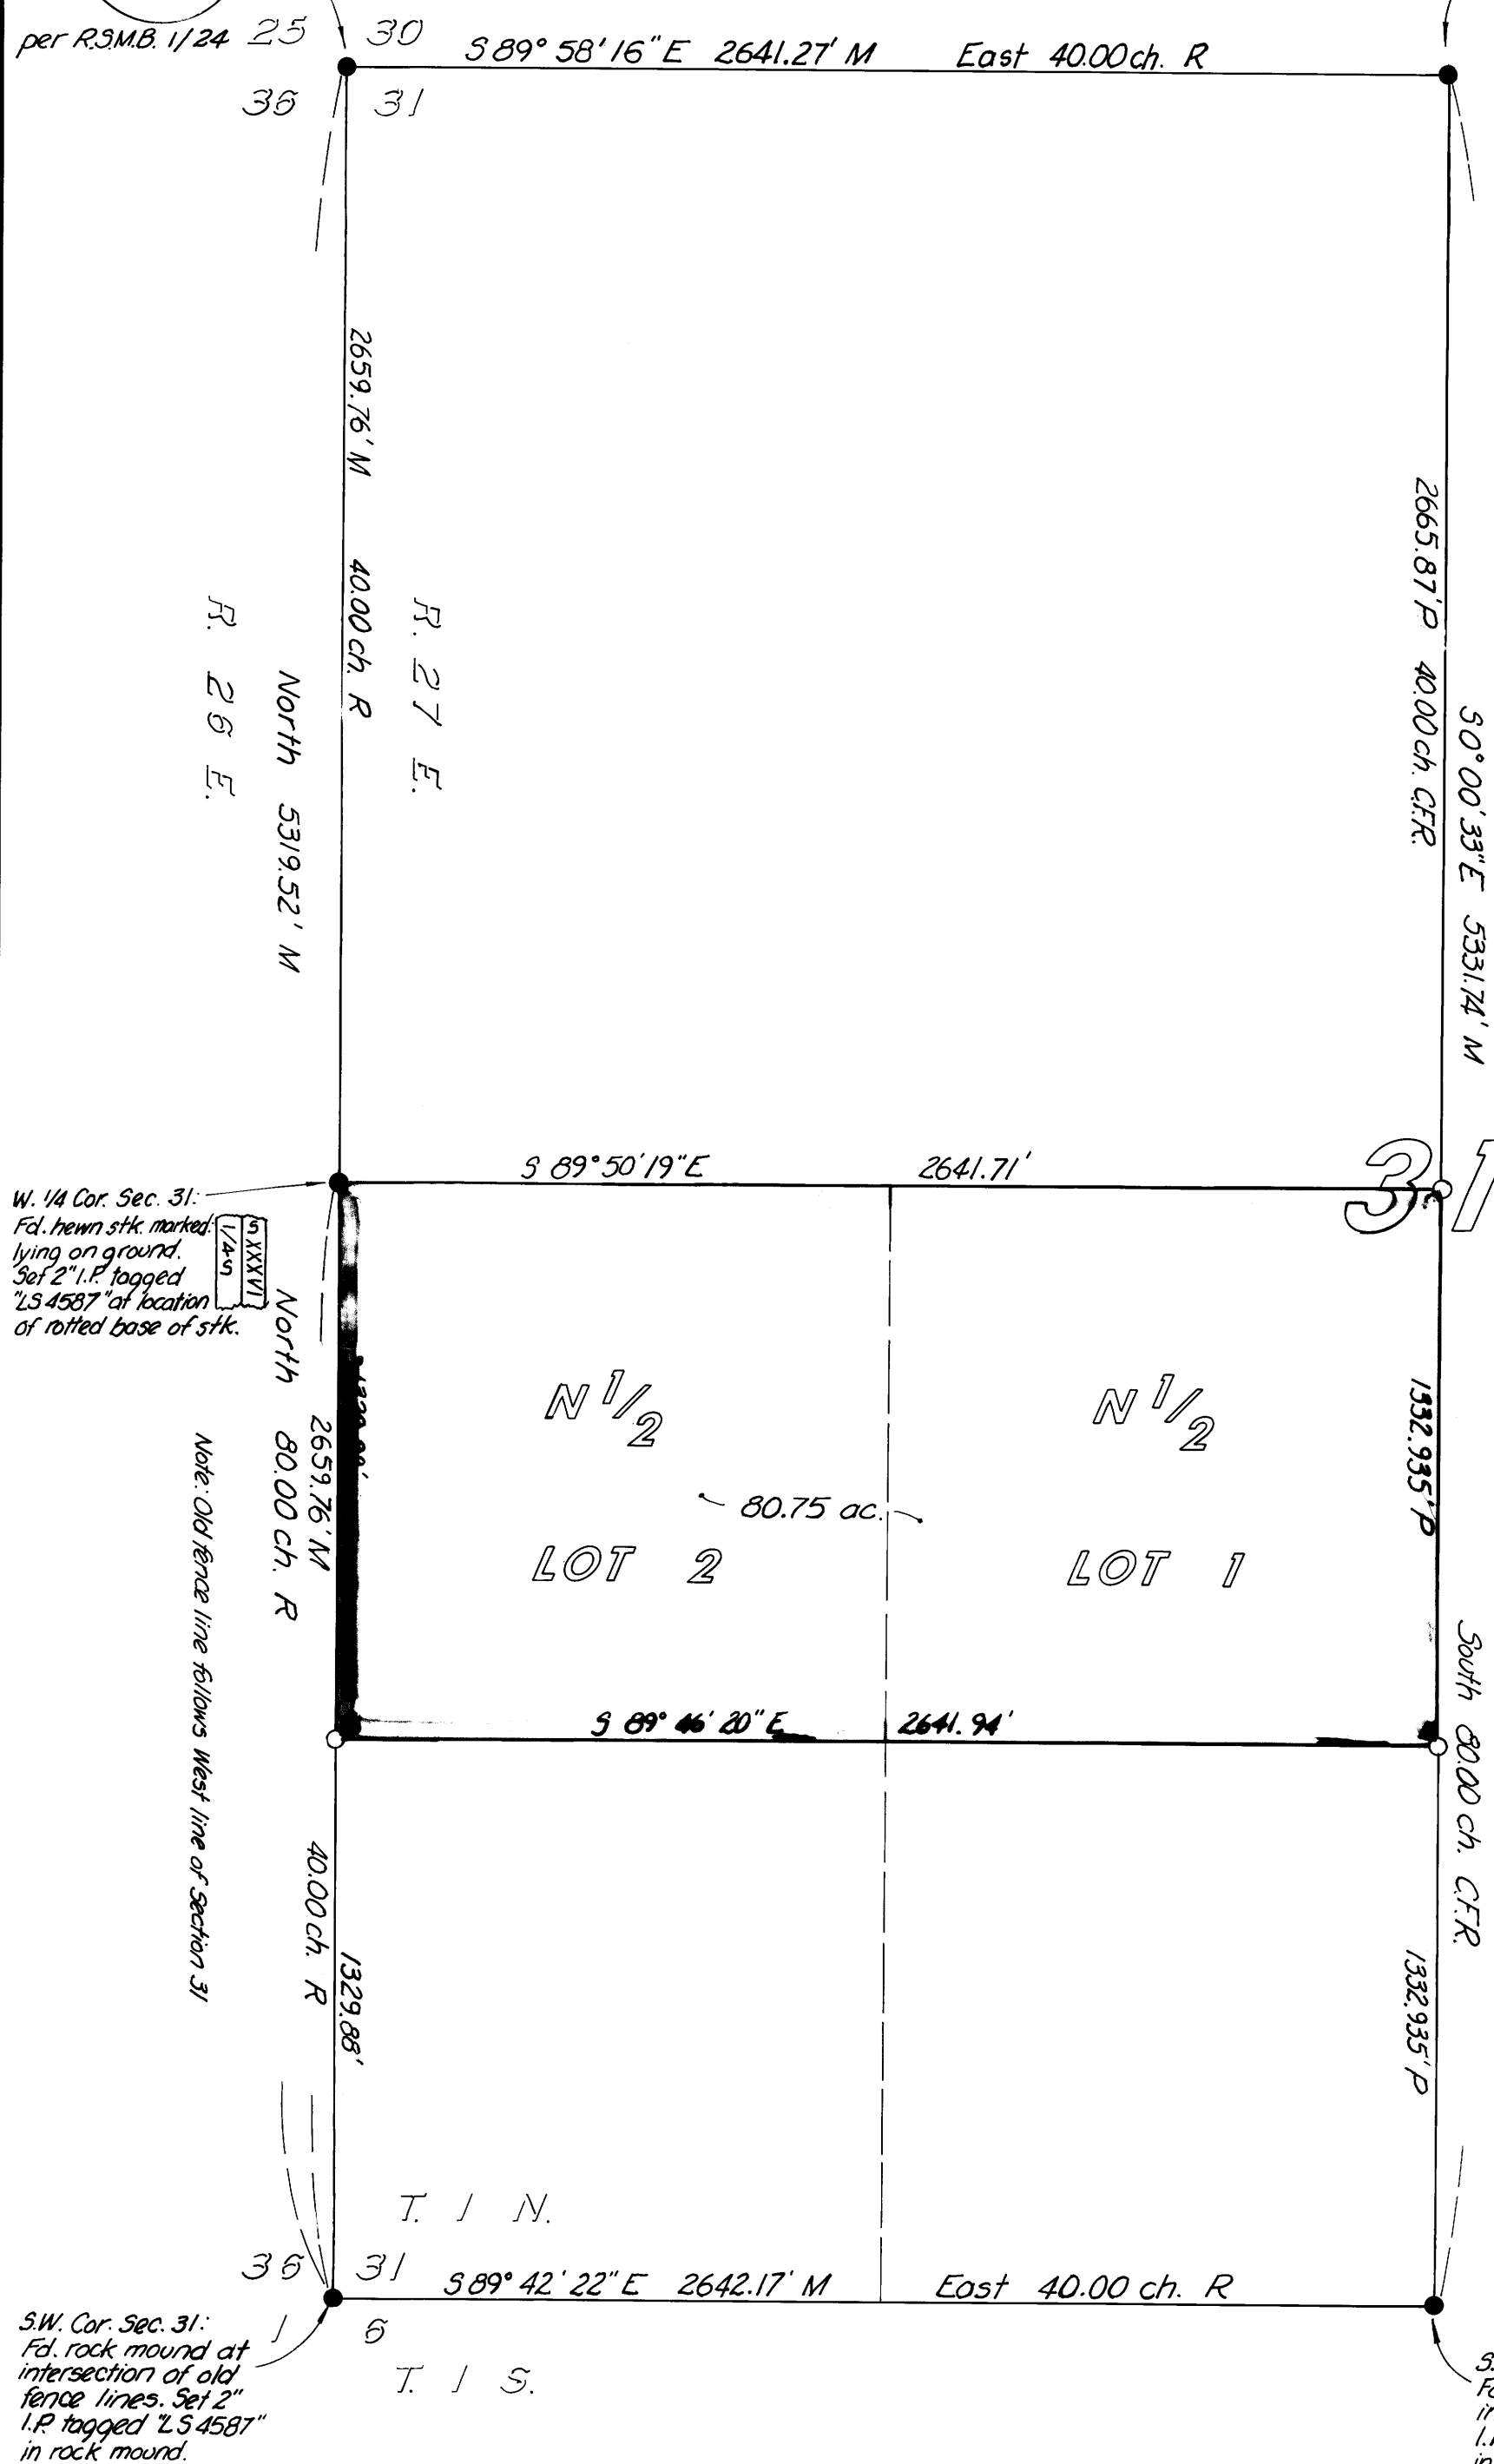 per R.S.M.B. 1/24
25 30
36 31
S 89° 58' 16" E 2641.27' M East 40.00 ch. R
2659.76' M 40.00 ch. R
R. 27 E.
R. 26 E.
North 5319.52' M
2665.87' P 40.00 ch. C.F.R.
S 0° 00' 33" E 5331.74' M
S 89° 50' 19" E 2641.71'
31
W. 1/4 Cor. Sec. 31:
Fd. hewn stk. marked:
lying on ground.
Set 2" I.P. tagged
"LS 4587" at location
of rotted base of stk.
S XXXVI
1/4 S
North 80.00 ch. R
2659.76' M
Note: Old fence line follows West line of Section 31
N 1/2
N 1/2
80.75 ac.
LOT 2
LOT 1
1332.935' P
South 80.00 ch. C.F.R.
S 89° 46' 20" E 2641.94'
40.00 ch. R
1329.88'
1332.935' P
T. 1 N.
36 31
S 89° 42' 22" E 2642.17' M East 40.00 ch. R
1 6
T. 1 S.
S.W. Cor. Sec. 31:
Fd. rock mound at
intersection of old
fence lines. Set 2"
I.P. tagged "LS 4587"
in rock mound.
S.